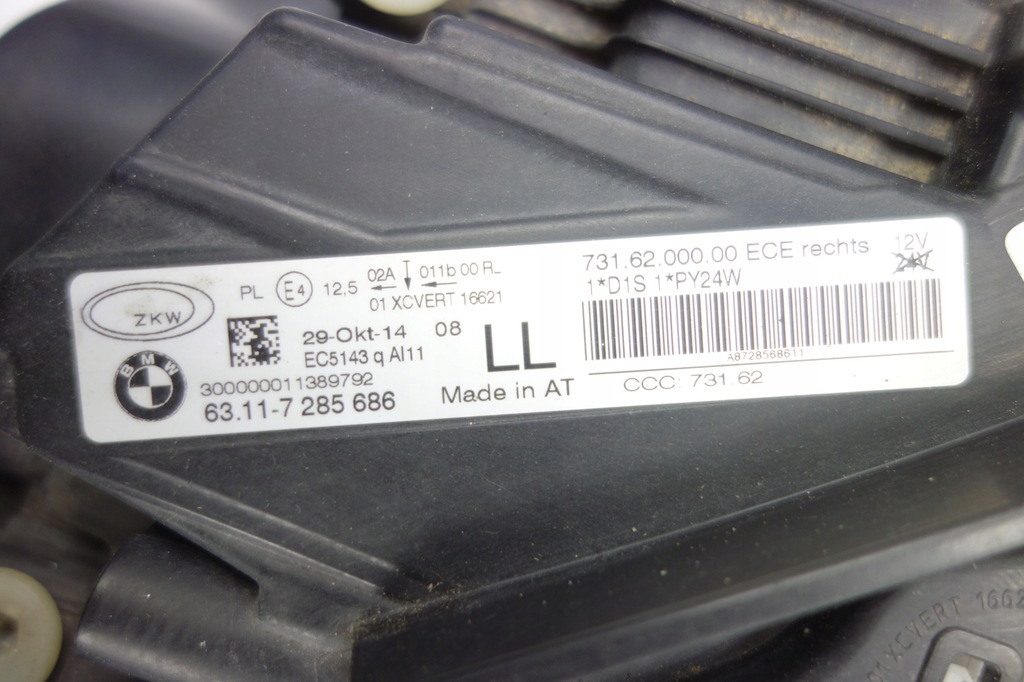 ZKW
PL E4 12,5 02A 011b 00 RL
01 XCVERT 16621
29-Okt-14 08
EC5143 q Al11
BMW
300000011389792
63.11-7 285 686
LL
Made in AT
731.62.000.00 ECE rechts 12V
24V
1*D1S 1*PY24W
A8728568611
CCC: 731.62
01 XCVERT 1662